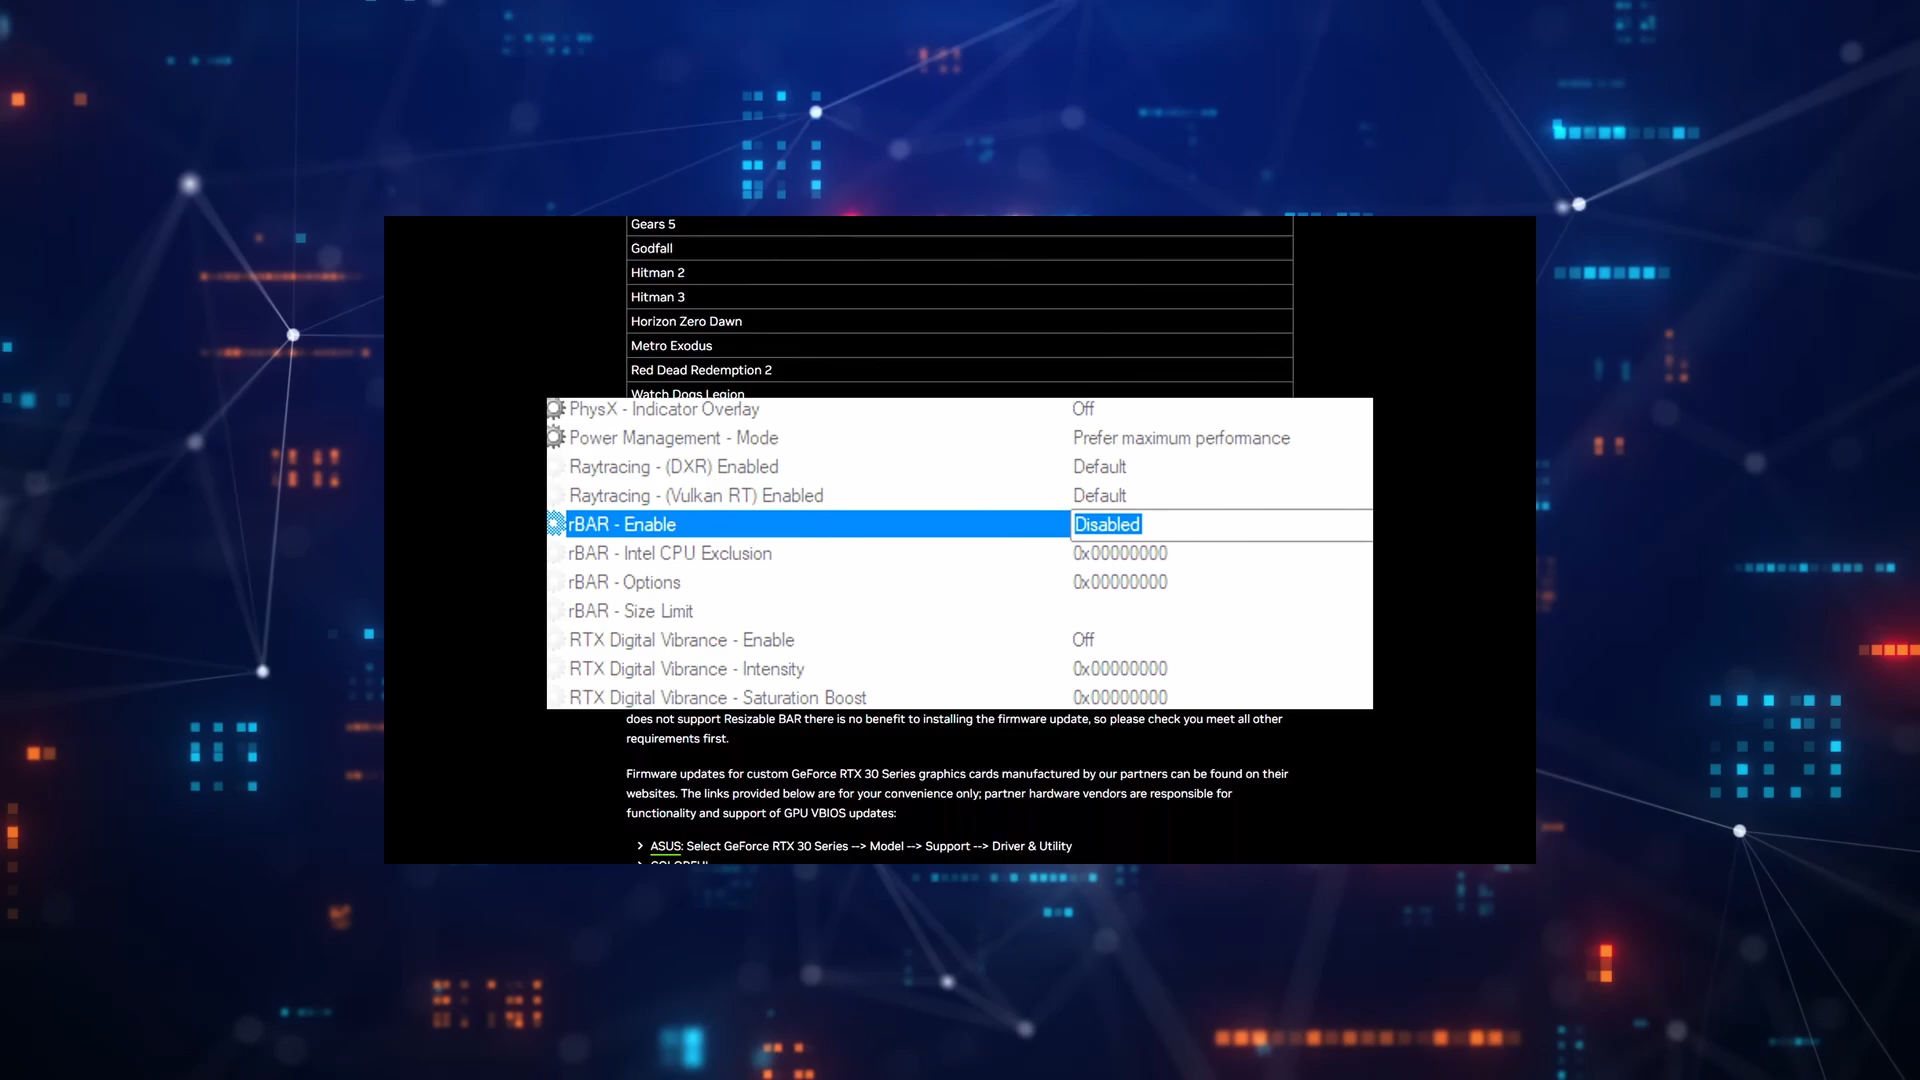 Gears 5
Godfall
Hitman 2
Hitman 3
Horizon Zero Dawn
Metro Exodus
Red Dead Redemption 2
Watch Dogs Legion
PhysX - Indicator Overlay Off
Power Management - Mode Prefer maximum performance
Raytracing - (DXR) Enabled Default
Raytracing - (Vulkan RT) Enabled Default
rBAR - Enable Disabled
rBAR - Intel CPU Exclusion 0x00000000
rBAR - Options 0x00000000
rBAR - Size Limit
RTX Digital Vibrance - Enable Off
RTX Digital Vibrance - Intensity 0x00000000
RTX Digital Vibrance - Saturation Boost 0x00000000
does not support Resizable BAR there is no benefit to installing the firmware update, so please check you meet all other
requirements first.
Firmware updates for custom GeForce RTX 30 Series graphics cards manufactured by our partners can be found on their
websites. The links provided below are for your convenience only; partner hardware vendors are responsible for
functionality and support of GPU VBIOS updates:
ASUS: Select GeForce RTX 30 Series --> Model --> Support --> Driver & Utility